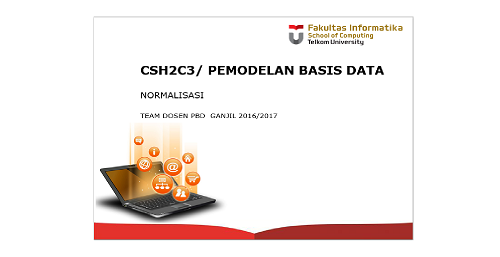 Fakultas Informatika
School of Computing
Telkom University
CSH2C3/ PEMODELAN BASIS DATA
NORMALISASI
TEAM DOSEN PBD GANJIL 2016/2017